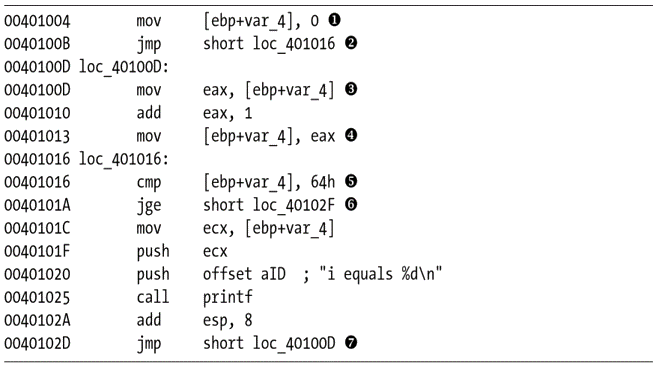 00401004 mov [ebp+var_4], 0 ❶
0040100B jmp short loc_401016 ❷
0040100D loc_40100D:
0040100D mov eax, [ebp+var_4] ❸
00401010 add eax, 1
00401013 mov [ebp+var_4], eax ❹
00401016 loc_401016:
00401016 cmp [ebp+var_4], 64h ❺
0040101A jge short loc_40102F ❻
0040101C mov ecx, [ebp+var_4]
0040101F push ecx
00401020 push offset aID ; "i equals %d\n"
00401025 call printf
0040102A add esp, 8
0040102D jmp short loc_40100D ❼